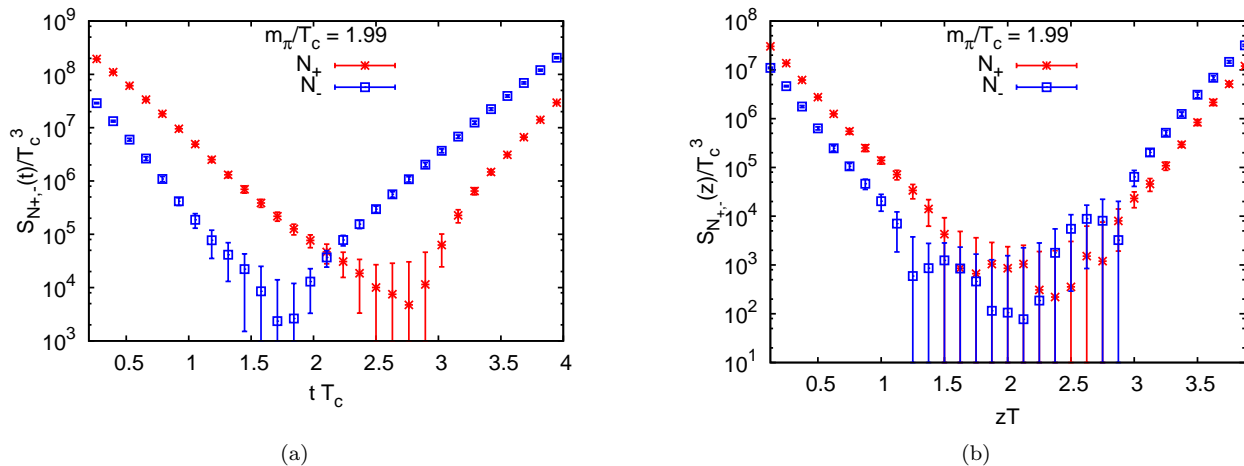 10^9
10^8
10^7
10^6
10^5
10^4
10^3
S_{N+,-}(t)/T_c^3
m_π/T_c = 1.99
N_+
N_-
0.5 1 1.5 2 2.5 3 3.5 4
t T_c
(a)
10^8
10^7
10^6
10^5
10^4
10^3
10^2
10^1
S_{N_{+,-}}(z)/T_c^3
m_π/T_c = 1.99
N_+
N_-
0.5 1 1.5 2 2.5 3 3.5
zT
(b)